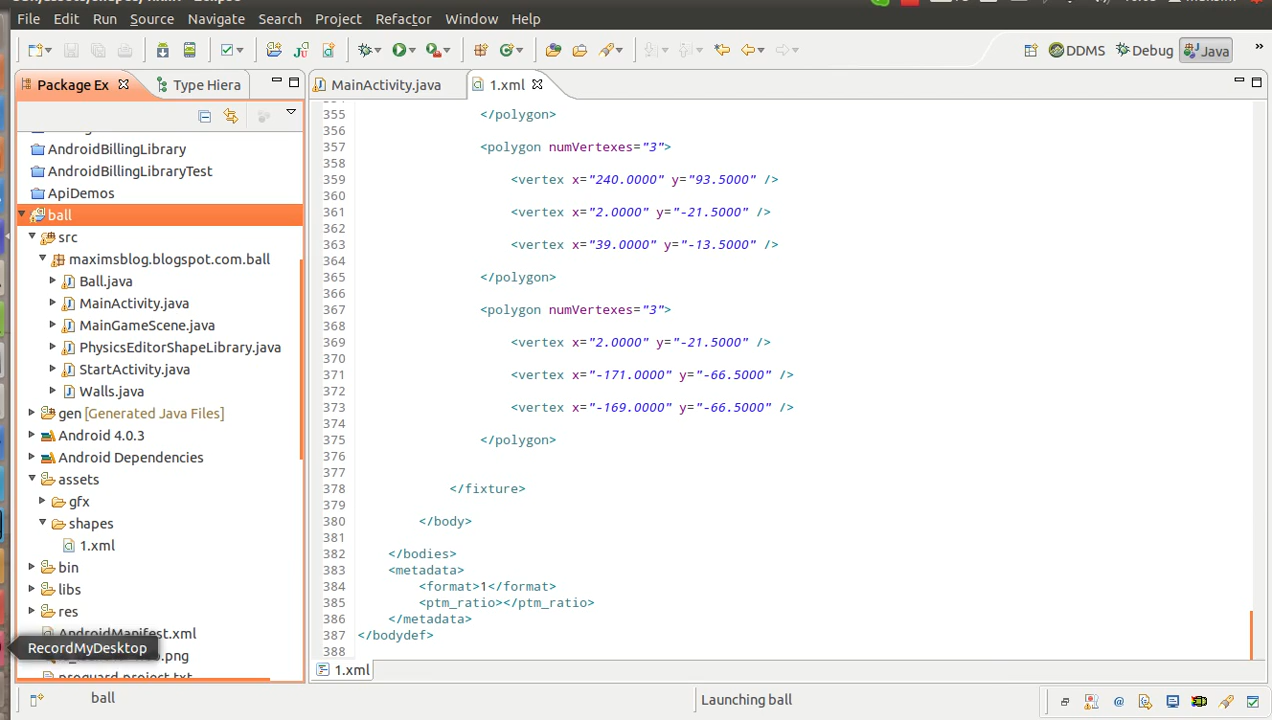 File Edit Run Source Navigate Search Project Refactor Window Help
DDMS Debug Java
Package Ex Type Hiera
MainActivity.java 1.xml
AndroidBillingLibrary
AndroidBillingLibraryTest
ApiDemos
ball
src
maximsblog.blogspot.com.ball
Ball.java
MainActivity.java
MainGameScene.java
PhysicsEditorShapeLibrary.java
StartActivity.java
Walls.java
gen [Generated Java Files]
Android 4.0.3
Android Dependencies
assets
gfx
shapes
1.xml
bin
libs
res
AndroidManifest.xml
RecordMyDesktop
.png
proguard-project.txt
355 </polygon>
356
357 <polygon numVertexes="3">
358
359 <vertex x="240.0000" y="93.5000" />
360
361 <vertex x="2.0000" y="-21.5000" />
362
363 <vertex x="39.0000" y="-13.5000" />
364
365 </polygon>
366
367 <polygon numVertexes="3">
368
369 <vertex x="2.0000" y="-21.5000" />
370
371 <vertex x="-171.0000" y="-66.5000" />
372
373 <vertex x="-169.0000" y="-66.5000" />
374
375 </polygon>
376
377
378 </fixture>
379
380 </body>
381
382 </bodies>
383 <metadata>
384 <format>1</format>
385 <ptm_ratio></ptm_ratio>
386 </metadata>
387 </bodydef>
388
1.xml
ball
Launching ball